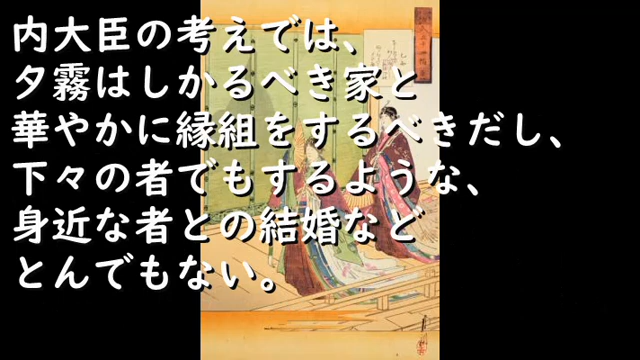 内大臣の考えでは、
夕霧はしかるべき家と
華やかに縁組をするべきだし、
下々の者でもするような、
身近な者との結婚など
とんでもない。